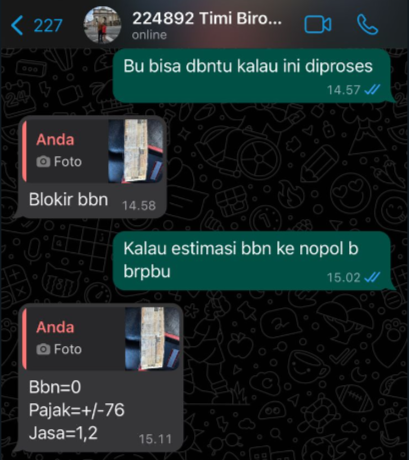 227
224892 Timi Biro...
online
Bu bisa dbntu kalau ini diproses
14.57
Anda
Foto
Blokir bbn
14.58
Kalau estimasi bbn ke nopol b
brpbu
15.02
Anda
Foto
Bbn=0
Pajak=+/-76
Jasa=1,2
15.11